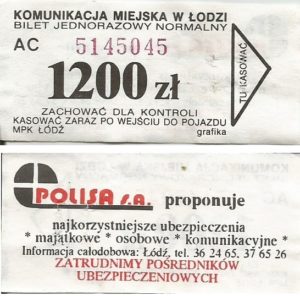 KOMUNIKACJA MIEJSKA W ŁODZI
BILET JEDNORAZOWY NORMALNY
AC 5145045
1200 zł
ZACHOWAĆ DLA KONTROLI
KASOWAĆ ZARAZ PO WEJŚCIU DO POJAZDU
MPK ŁÓDŹ grafika
TU KASOWAĆ
POLISA S.A. proponuje
najkorzystniejsze ubezpieczenia
* majątkowe * osobowe * komunikacyjne *
Informacja całodobowa: Łódź, tel. 36 24 65, 37 65 26
ZATRUDNIMY POŚREDNIKÓW
UBEZPIECZENIOWYCH